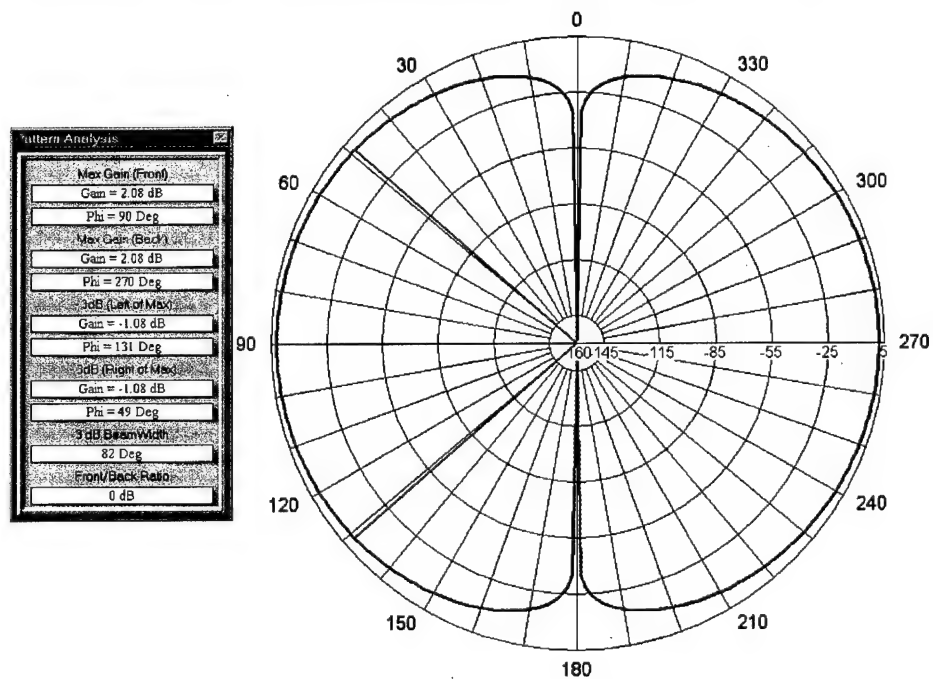 Pattern Analysis
Max Gain (Front)
Gain = 2.08 dB
Phi = 90 Deg
Max Gain (Back)
Gain = 2.08 dB
Phi = 270 Deg
3dB (Left of Max)
Gain = -1.08 dB
Phi = 131 Deg
3dB (Right of Max)
Gain = -1.08 dB
Phi = 49 Deg
3 dB BeamWidth
82 Deg
Front/Back Ratio
0 dB
0
330
300
270
240
210
180
150
120
90
60
30
160 145 -115 -85 -55 -25 5